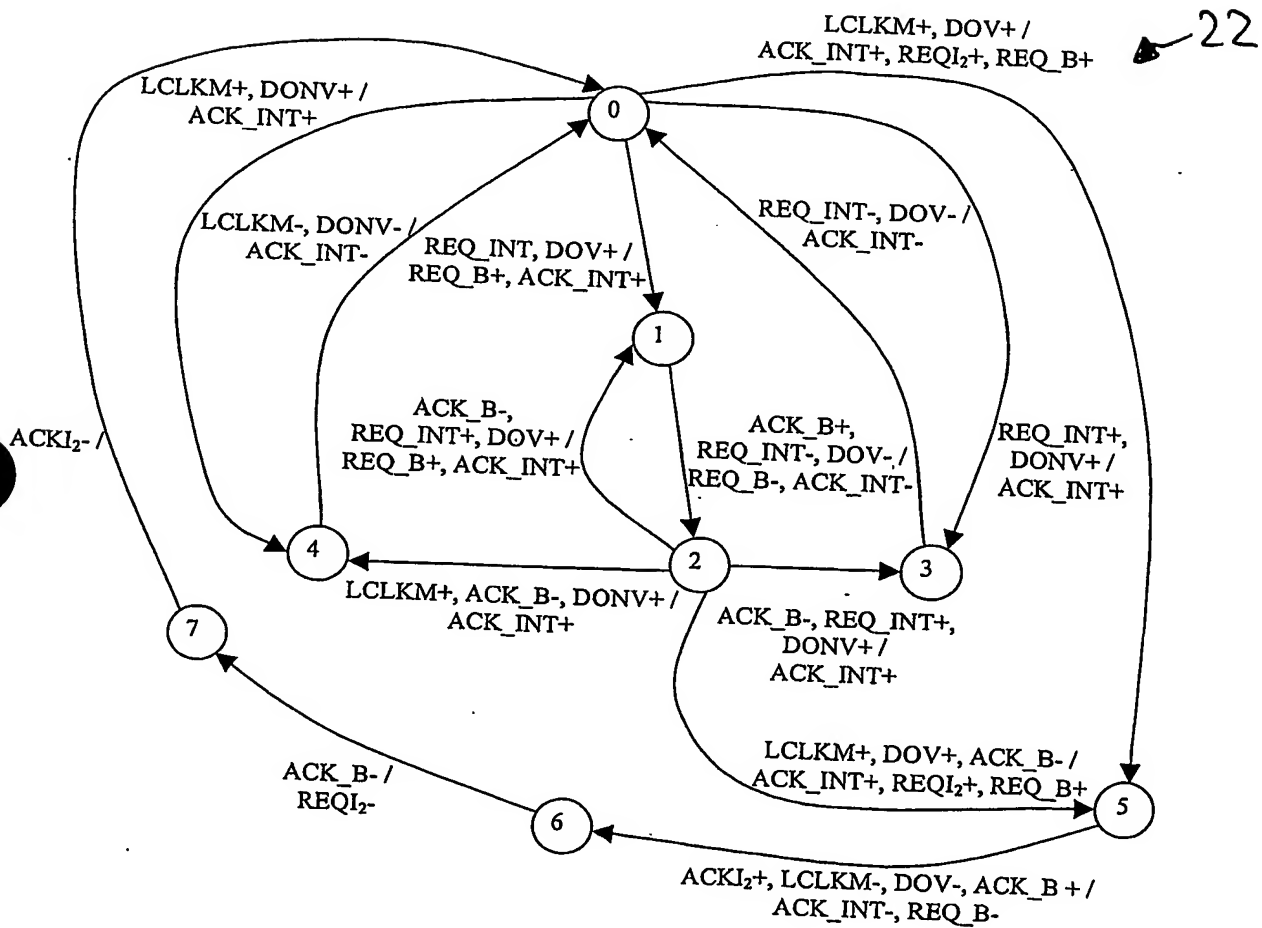 LCLKM+, DOV+ /
ACK_INT+, REQI₂+, REQ_B+
22
LCLKM+, DONV+ /
ACK_INT+
0
LCLKM-, DONV- /
ACK_INT-
REQ_INT, DOV+ /
REQ_B+, ACK_INT+
REQ_INT-, DOV- /
ACK_INT-
1
ACKI₂- /
ACK_B-,
REQ_INT+, DOV+ /
REQ_B+, ACK_INT+
ACK_B+,
REQ_INT-, DOV- /
REQ_B-, ACK_INT-
REQ_INT+,
DONV+ /
ACK_INT+
4
2
3
LCLKM+, ACK_B-, DONV+ /
ACK_INT+
ACK_B-, REQ_INT+,
DONV+ /
ACK_INT+
7
LCLKM+, DOV+, ACK_B- /
ACK_INT+, REQI₂+, REQ_B+
ACK_B- /
REQI₂-
6
5
ACKI₂+, LCLKM-, DOV-, ACK_B + /
ACK_INT-, REQ_B-